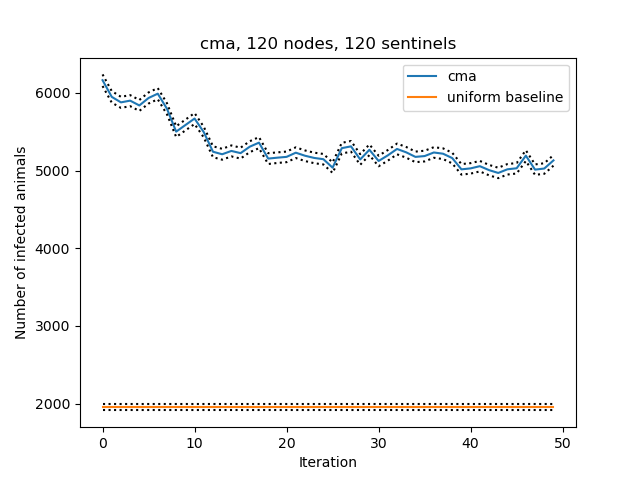 cma, 120 nodes, 120 sentinels
cma
uniform baseline
Number of infected animals
6000
5000
4000
3000
2000
0 10 20 30 40 50
Iteration